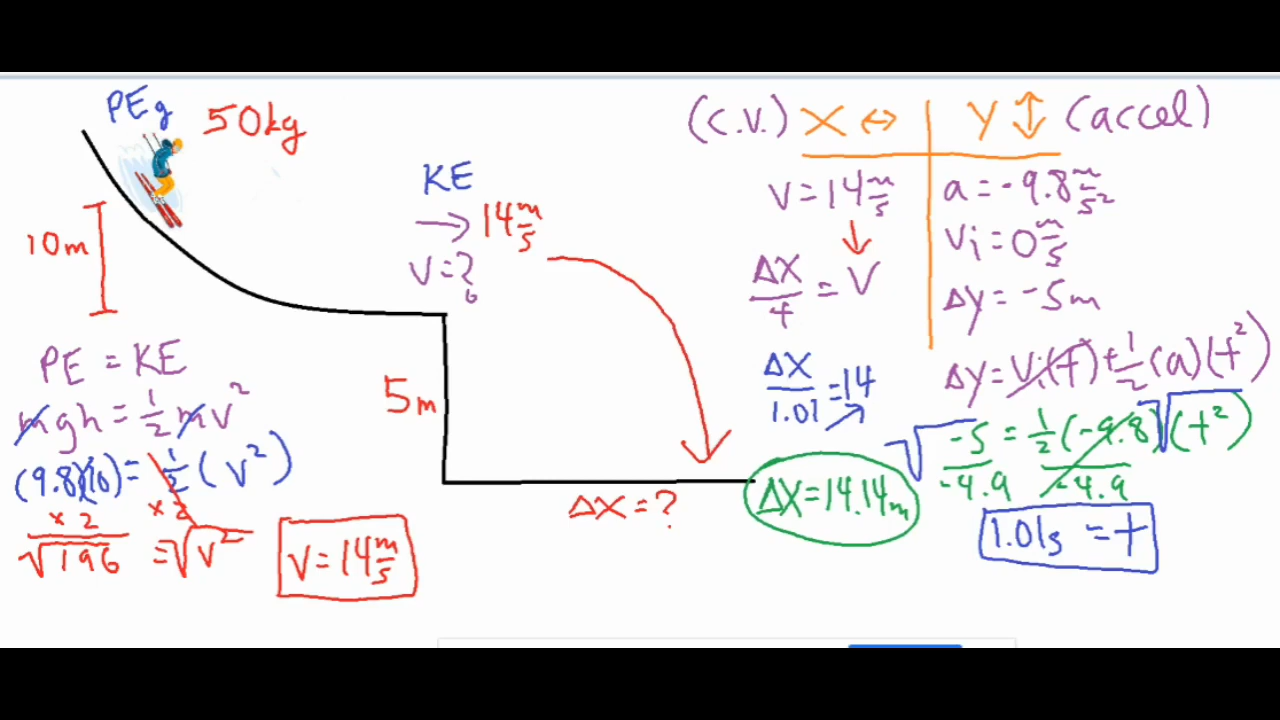 PEg
50kg
10m
KE
→ 14 m/s
V=?
5m
ΔX=?
PE = KE
mgh = 1/2 mv²
(9.8)(10) = 1/2 (v²)
×2 ×2
√196 = √v²
V=14 m/s
(C.V.) X ↔
V=14 m/s
↓
ΔX/t = V
ΔX/1.01 = 14
ΔX=14.14m
Y ↕ (accel)
a=-9.8 m/s²
Vi=0 m/s
Δy=-5m
Δy=Vi(t)+1/2(a)(t²)
-5 = 1/2(-9.8)(t²)
-4.9 -4.9
1.01s = t